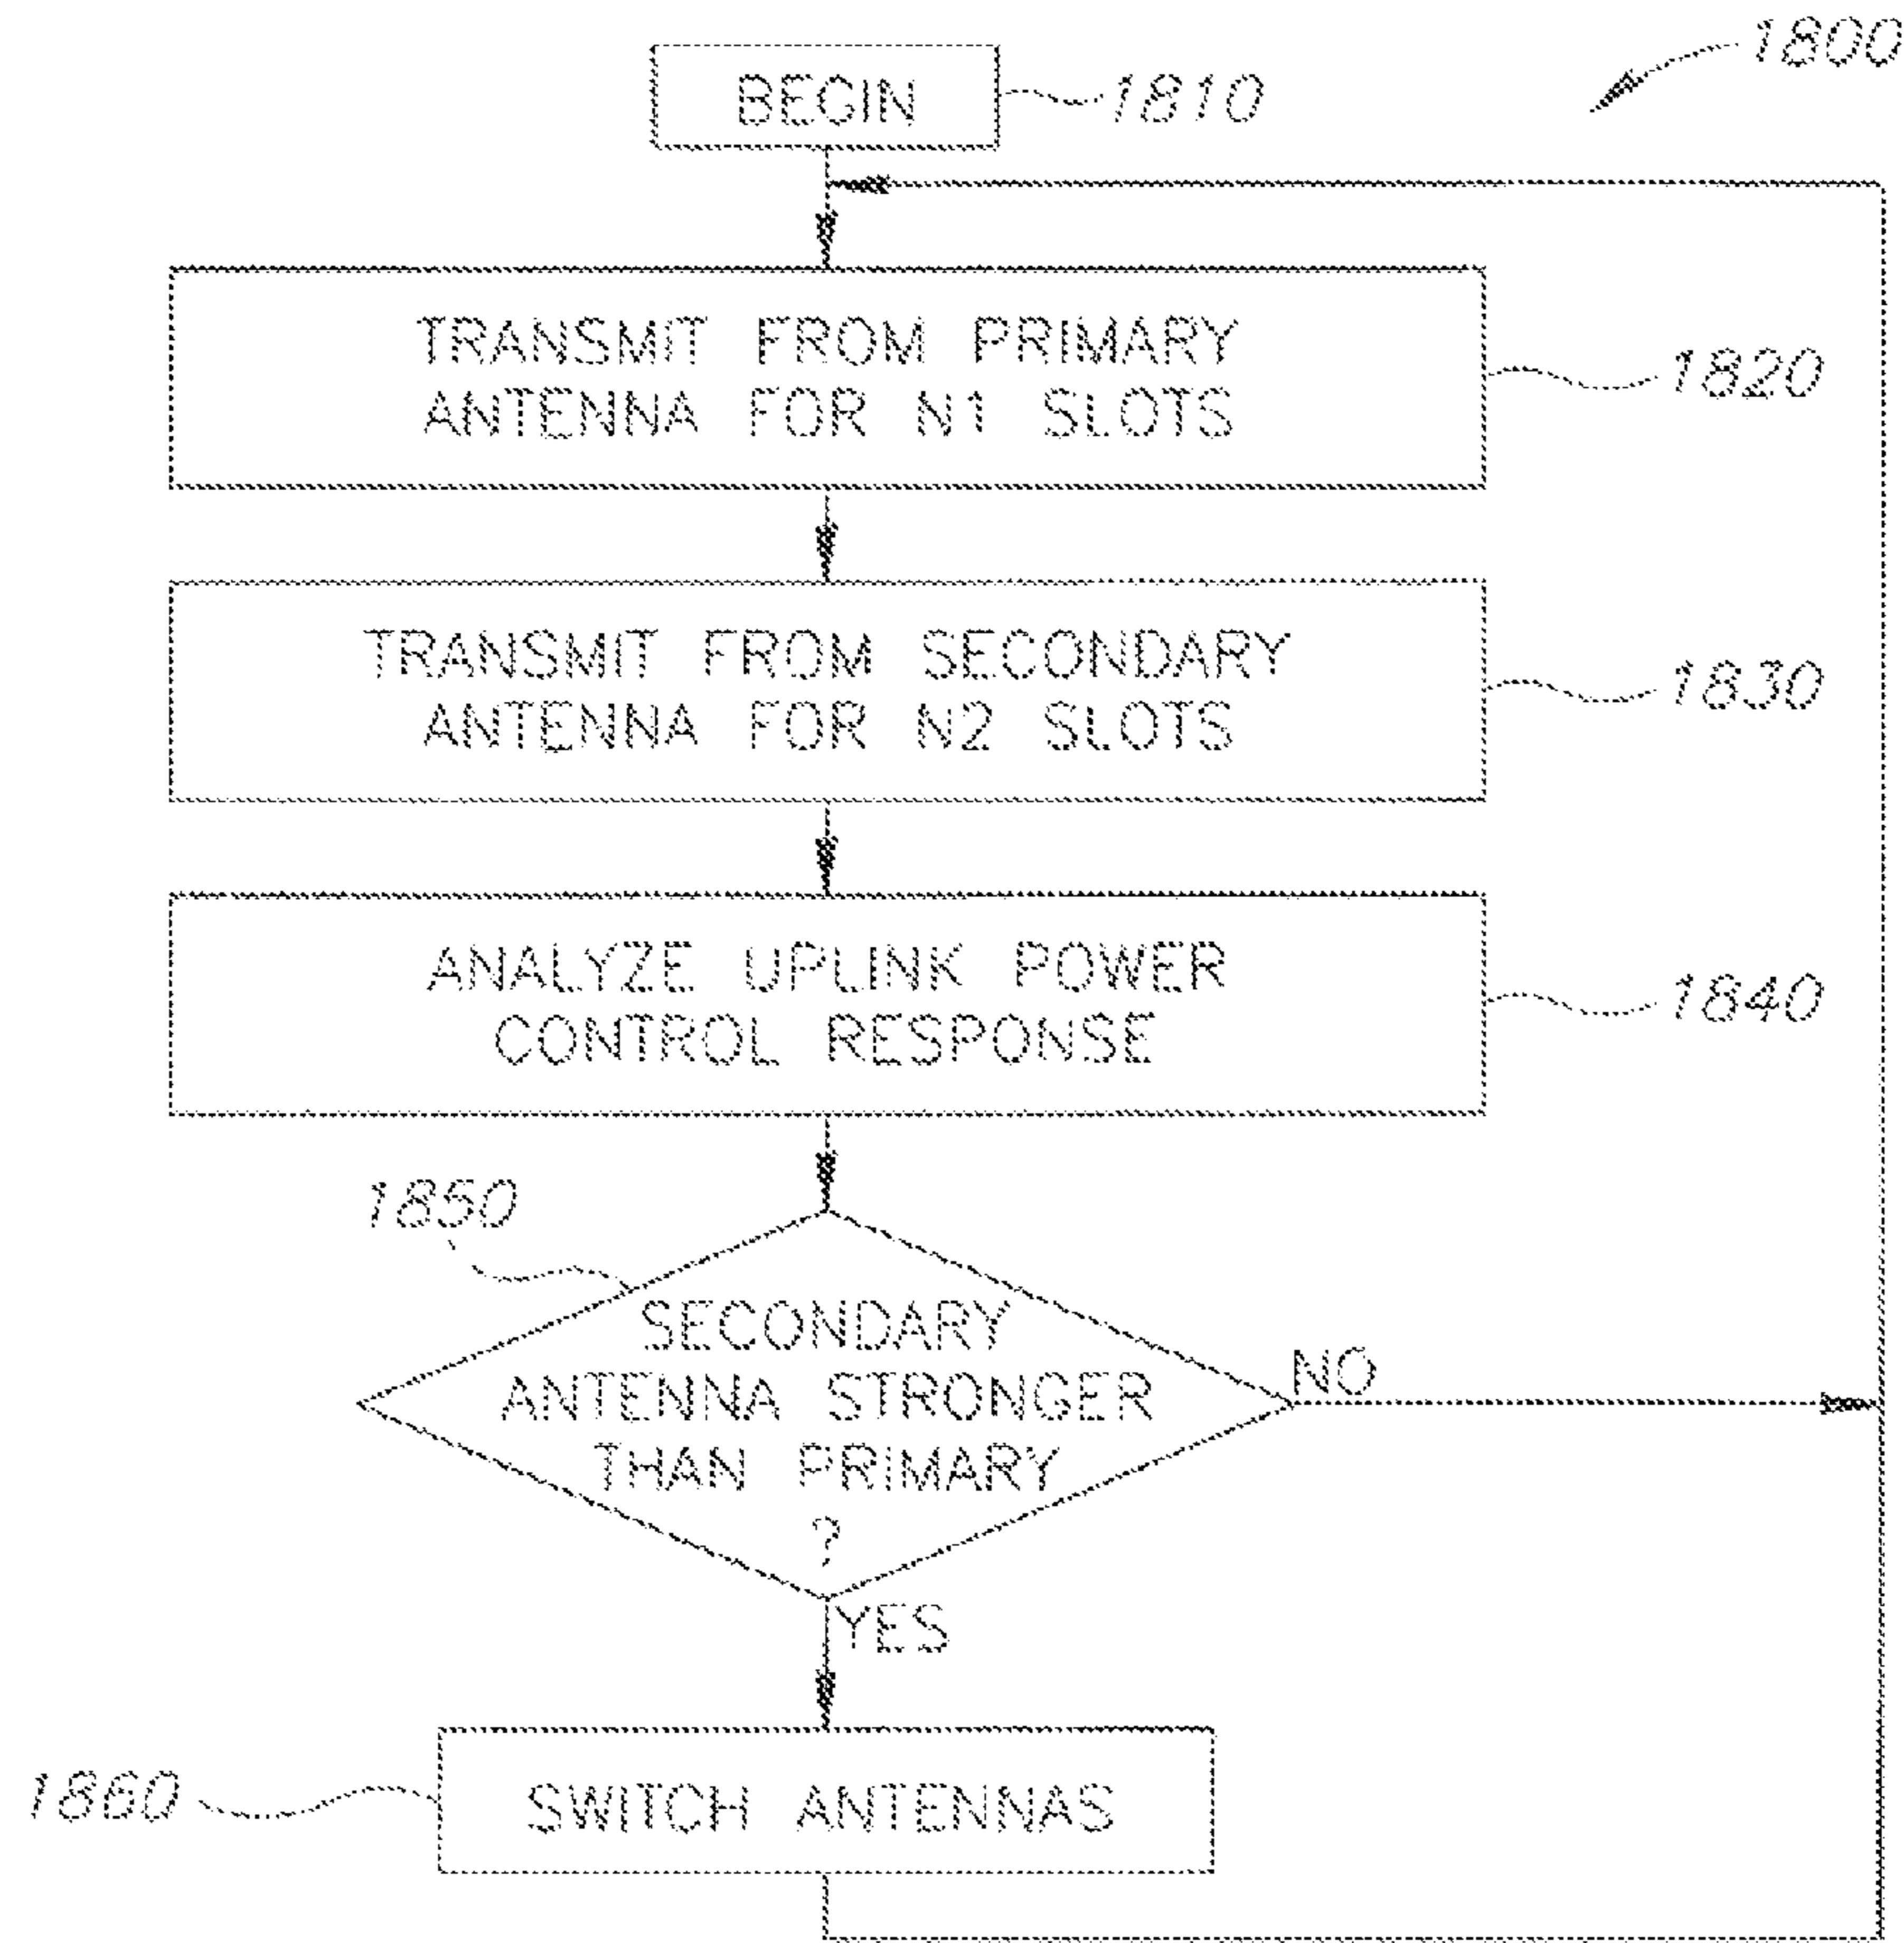 1800
BEGIN
1810
TRANSMIT FROM PRIMARY
ANTENNA FOR N1 SLOTS
1820
TRANSMIT FROM SECONDARY
ANTENNA FOR N2 SLOTS
1830
ANALYZE UPLINK POWER
CONTROL RESPONSE
1840
1850
SECONDARY
ANTENNA STRONGER
THAN PRIMARY
?
NO
YES
1860
SWITCH ANTENNAS